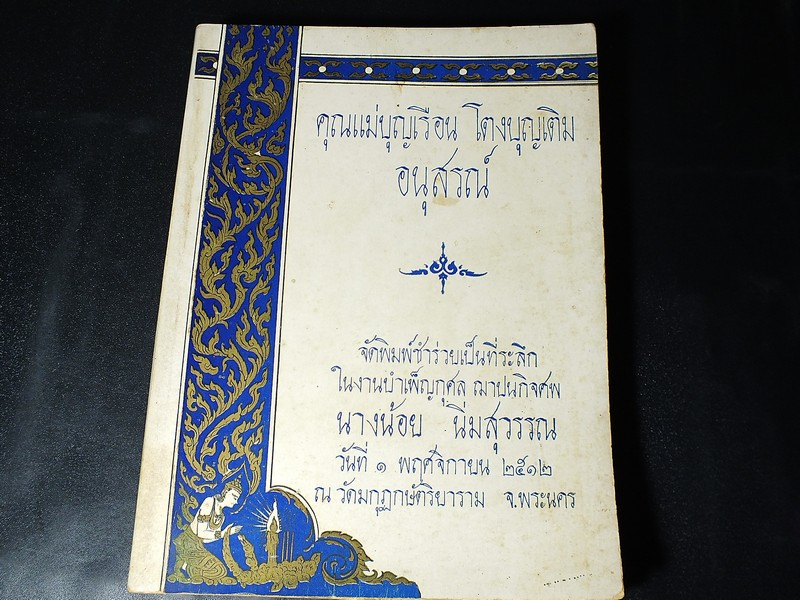 คุณแม่บุญเรือน โตงบุญเติม
อนุสรณ์
จัดพิมพ์ชำร่วยเป็นที่ระลึก
ในงานบำเพ็ญกุศล ฌาปนกิจศพ
นางน้อย นิ่มสุวรรณ
วันที่ ๑ พฤศจิกายน ๒๕๑๒
ณ วัดมกุฏกษัตริยาราม จ.พระนคร